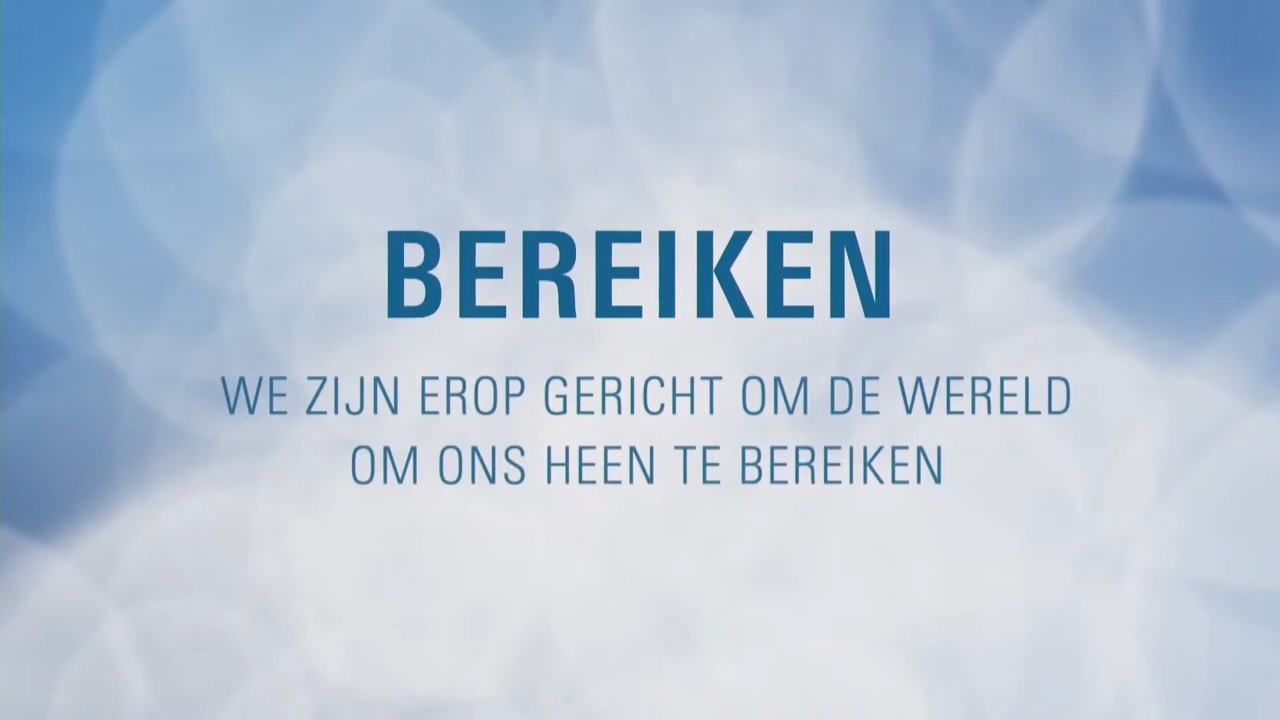 BEREIKEN
WE ZIJN EROP GERICHT OM DE WERELD
OM ONS HEEN TE BEREIKEN